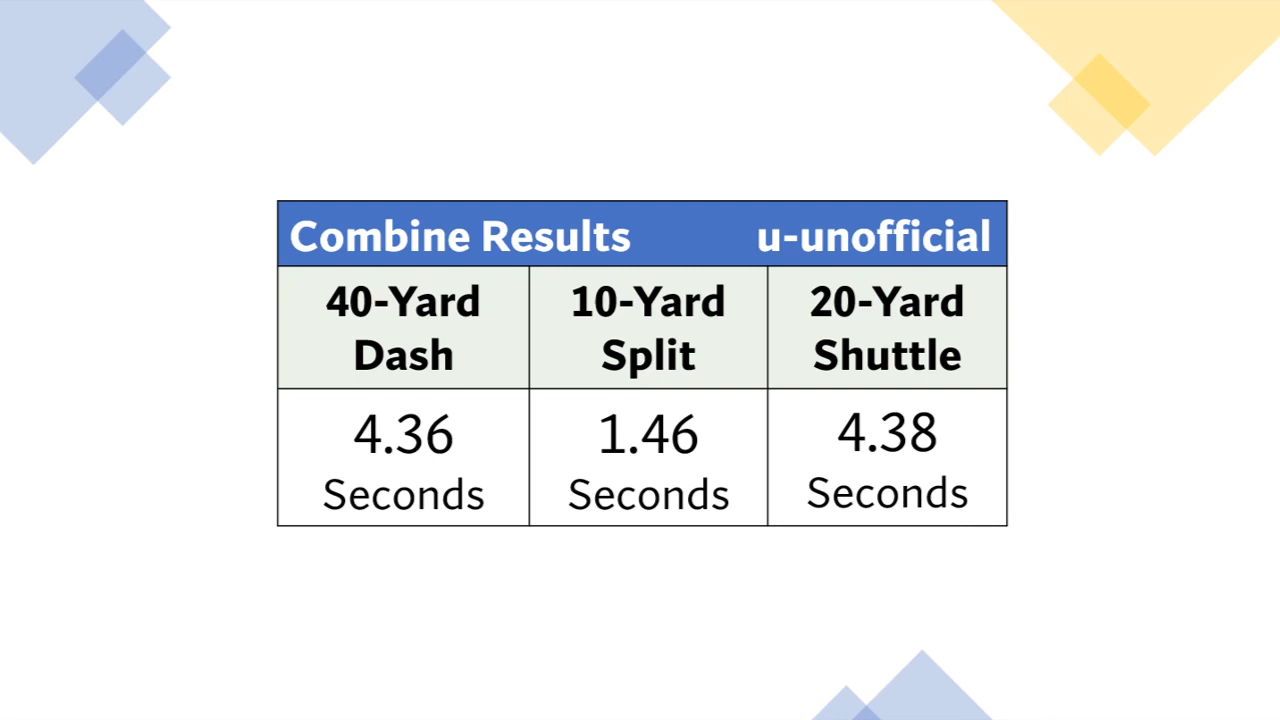 Combine Results u-unofficial
40-Yard Dash
10-Yard Split
20-Yard Shuttle
4.36 Seconds
1.46 Seconds
4.38 Seconds